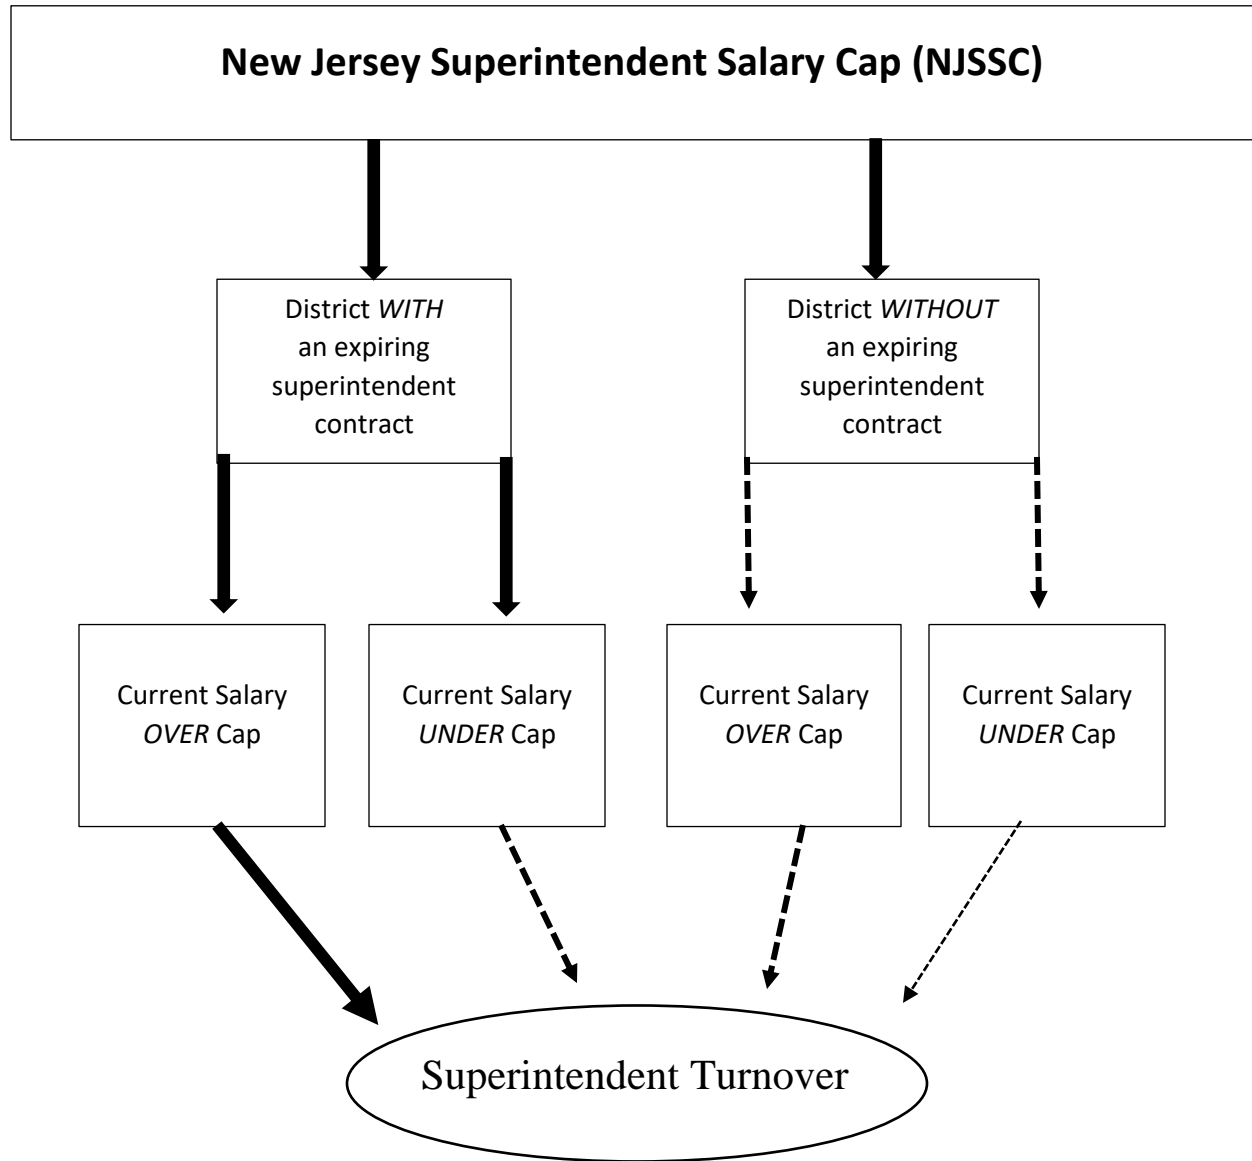 New Jersey Superintendent Salary Cap (NJSSC)
District WITH
an expiring
superintendent
contract
District WITHOUT
an expiring
superintendent
contract
Current Salary
OVER Cap
Current Salary
UNDER Cap
Current Salary
OVER Cap
Current Salary
UNDER Cap
Superintendent Turnover